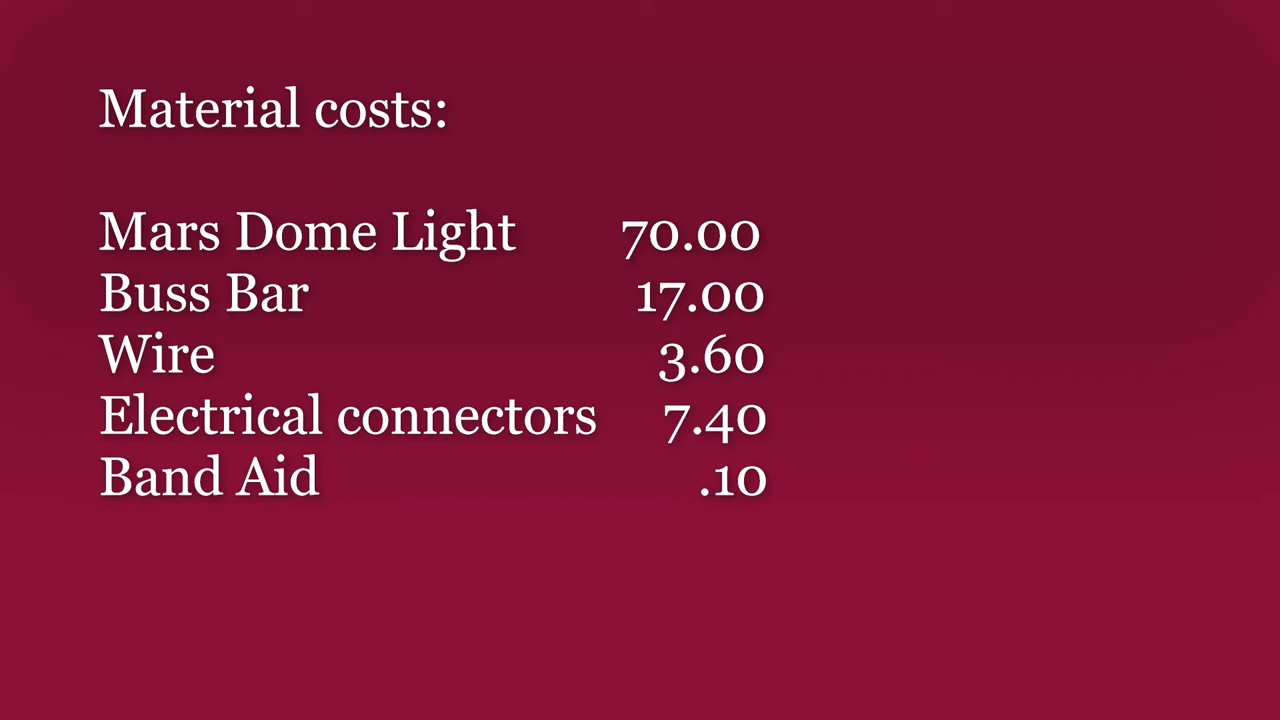 Material costs:
Mars Dome Light 70.00
Buss Bar 17.00
Wire 3.60
Electrical connectors 7.40
Band Aid .10